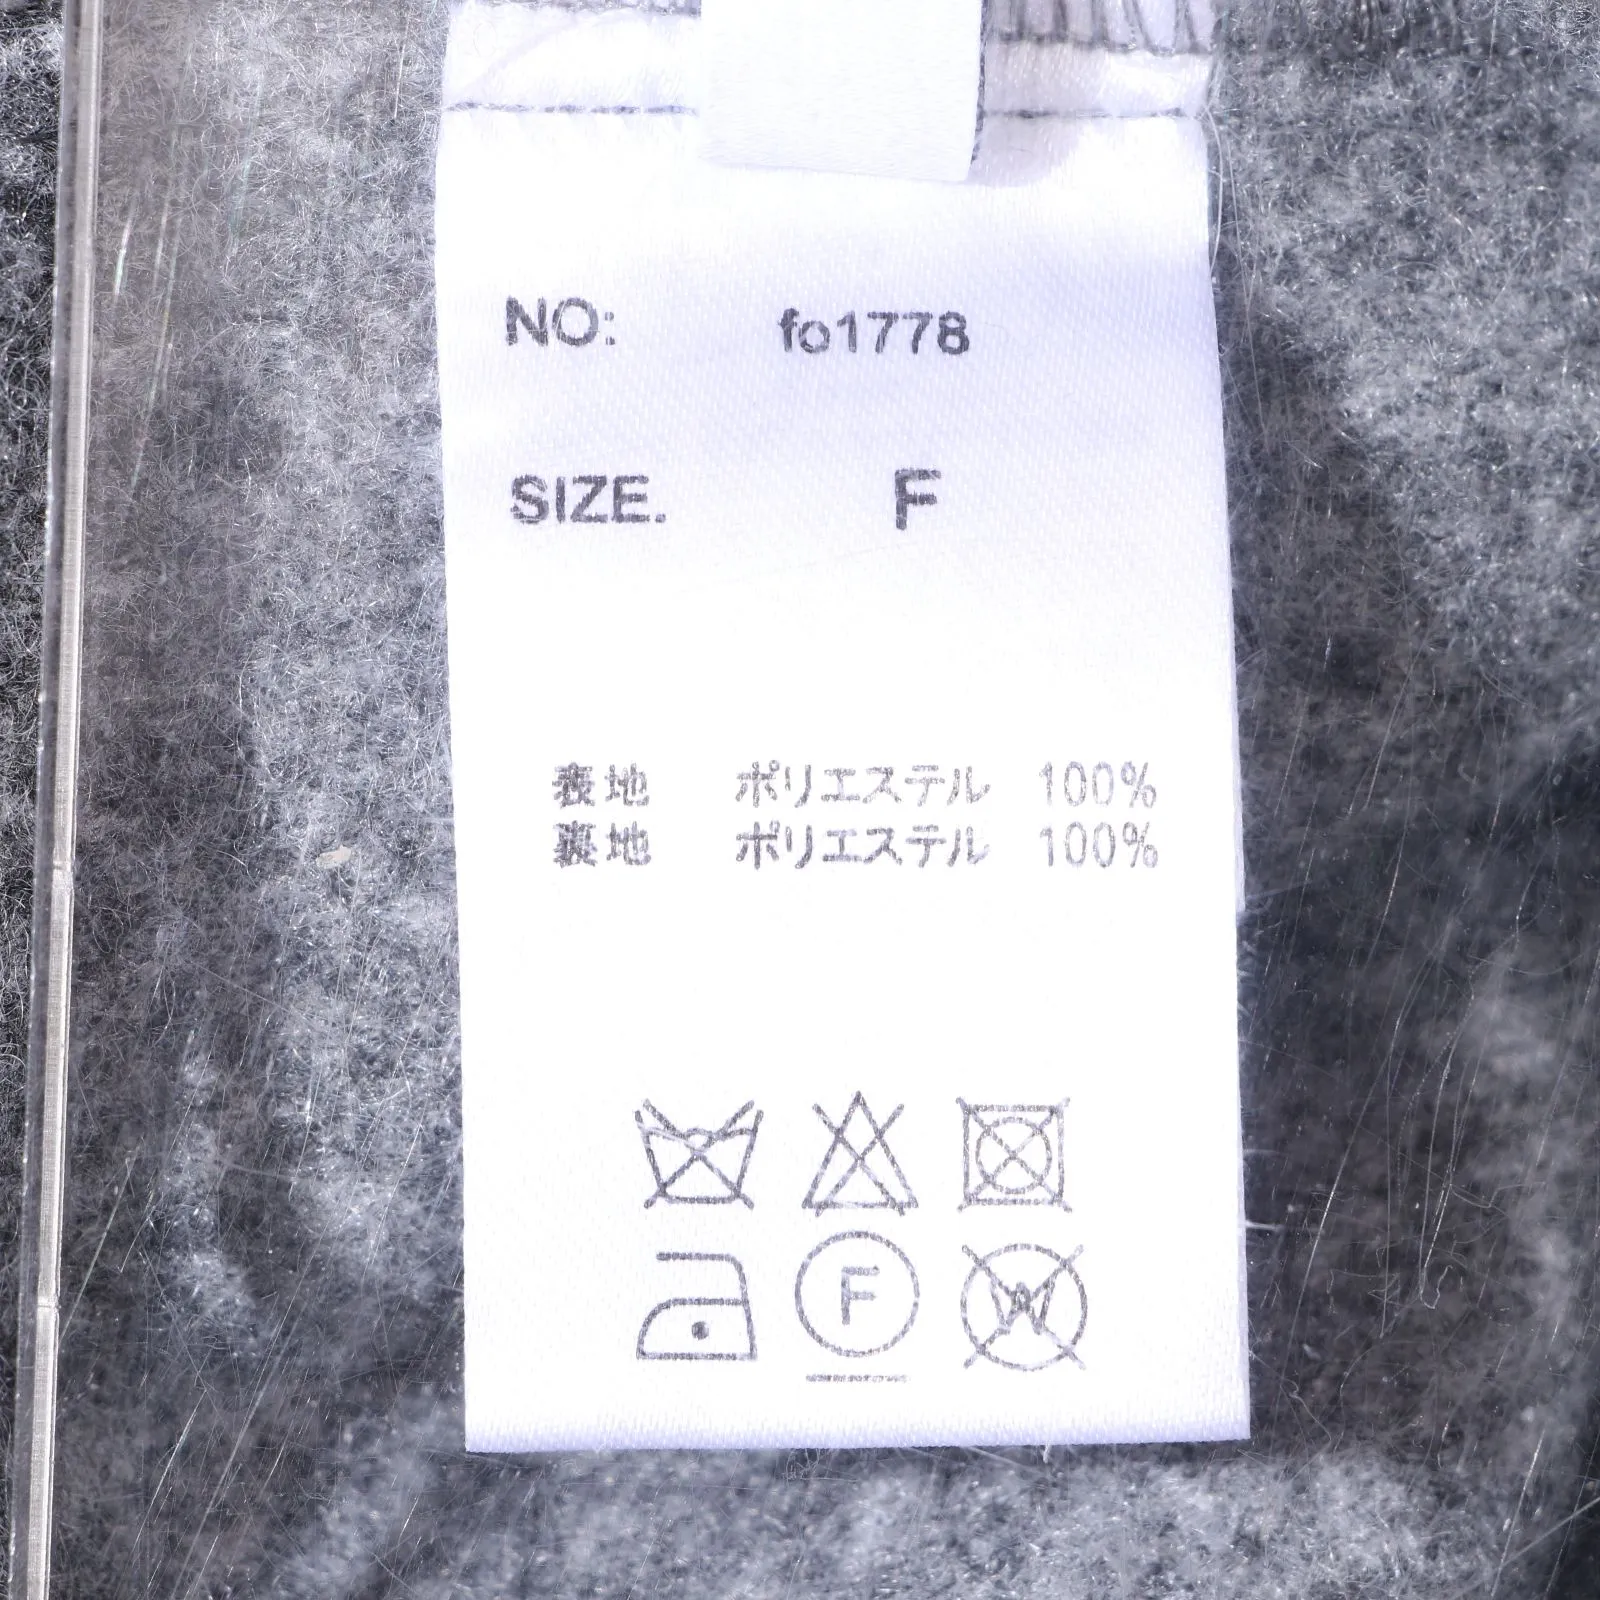 NO: fo1778
SIZE. F
表地 ポリエステル 100%
裏地 ポリエステル 100%
F
W